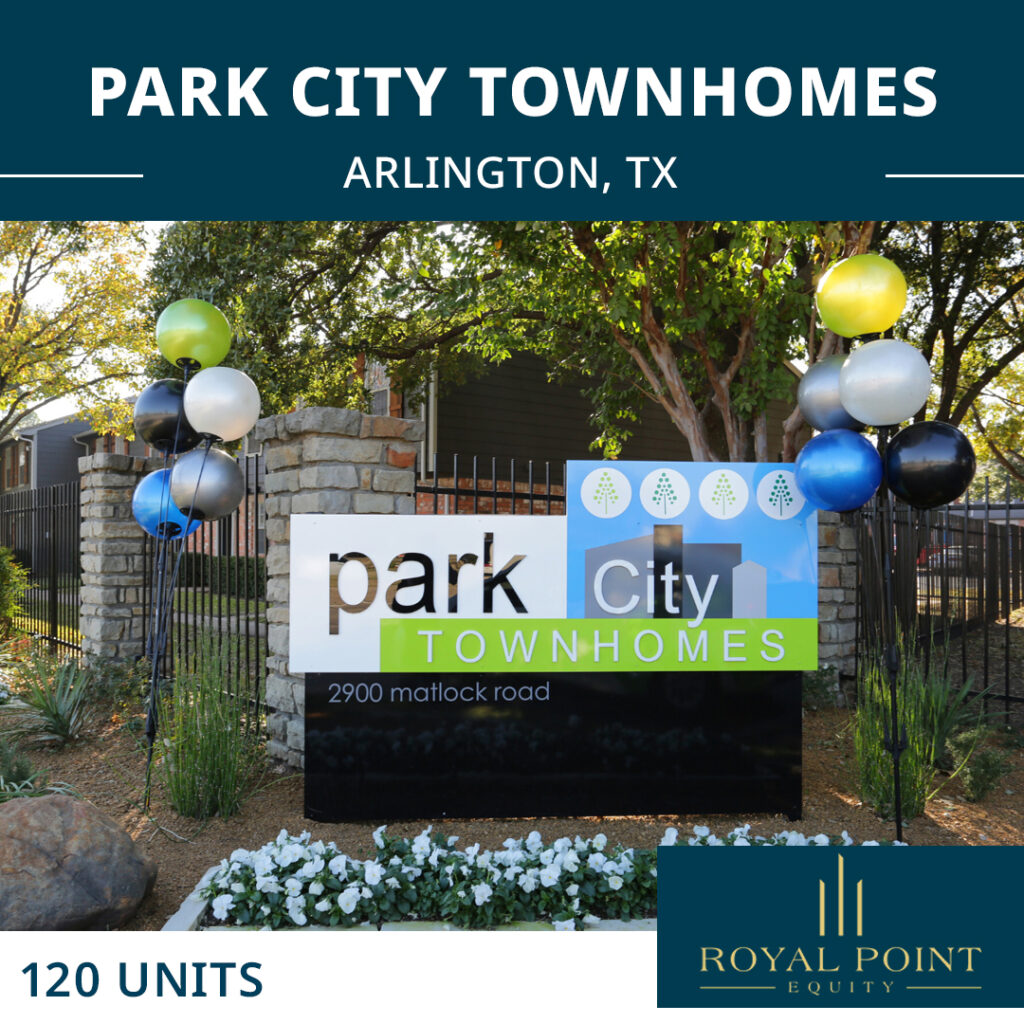 PARK CITY TOWNHOMES
ARLINGTON, TX
park
City
TOWNHOMES
2900 matlock road
120 UNITS
ROYAL POINT
EQUITY